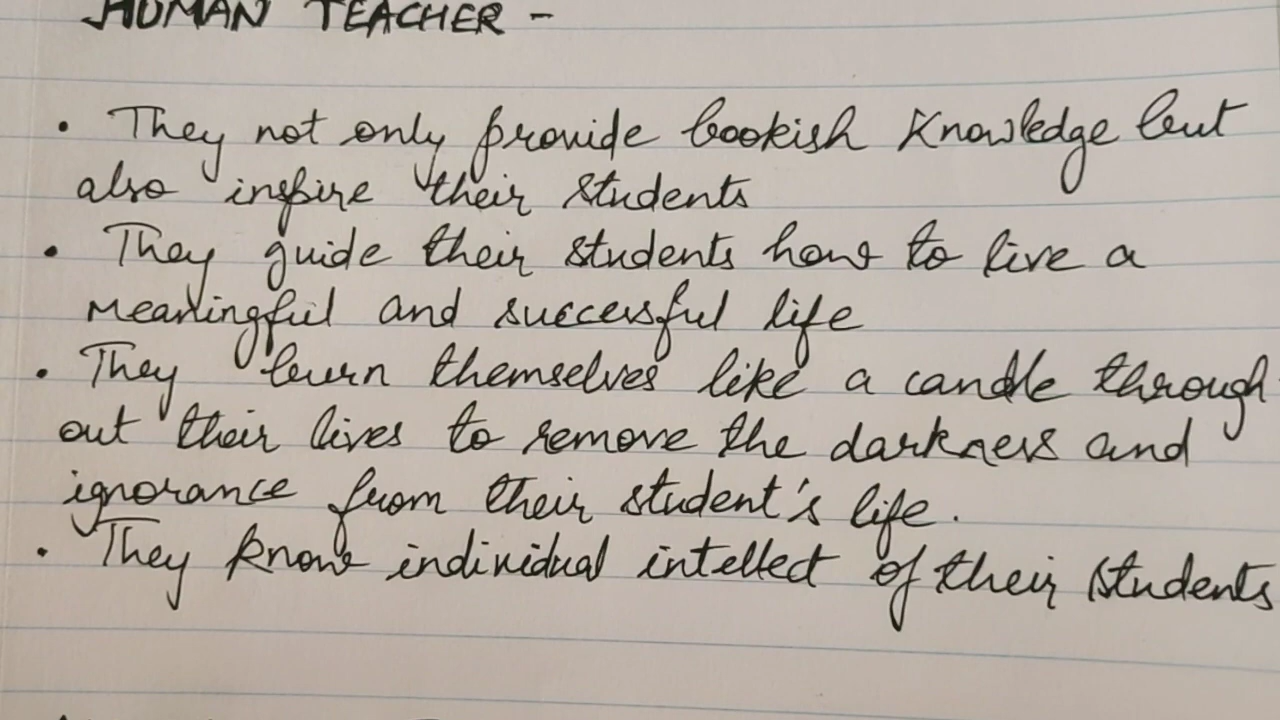 HUMAN TEACHER -
• They not only provide bookish Knowledge but
also inspire their students
• They guide their students how to live a
meaningful and successful life
• They burn themselves like a candle through-
out their lives to remove the darkness and
ignorance from their student's life.
• They know individual intellect of their students